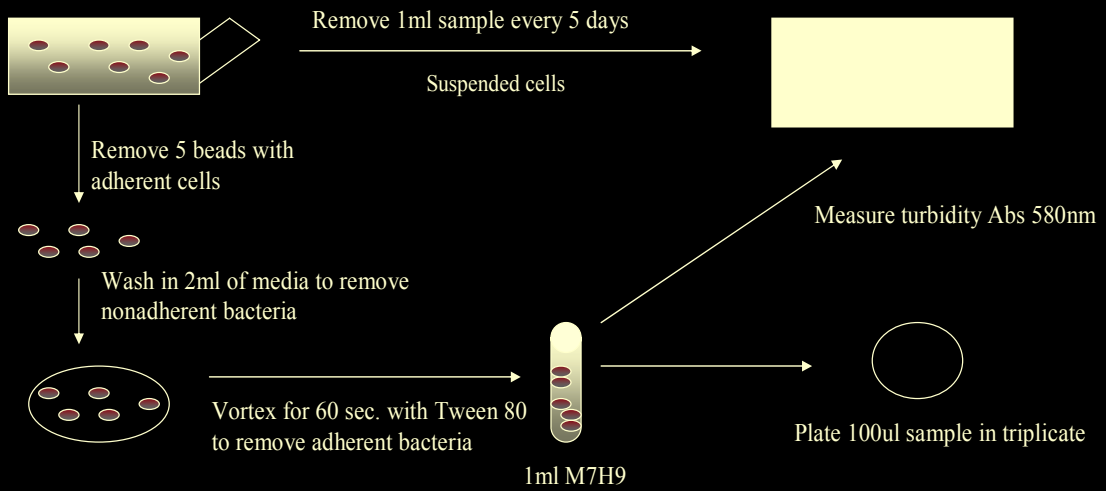 Remove 1ml sample every 5 days
Suspended cells
Remove 5 beads with
adherent cells
Measure turbidity Abs 580nm
Wash in 2ml of media to remove
nonadherent bacteria
Vortex for 60 sec. with Tween 80
to remove adherent bacteria
Plate 100ul sample in triplicate
1ml M7H9